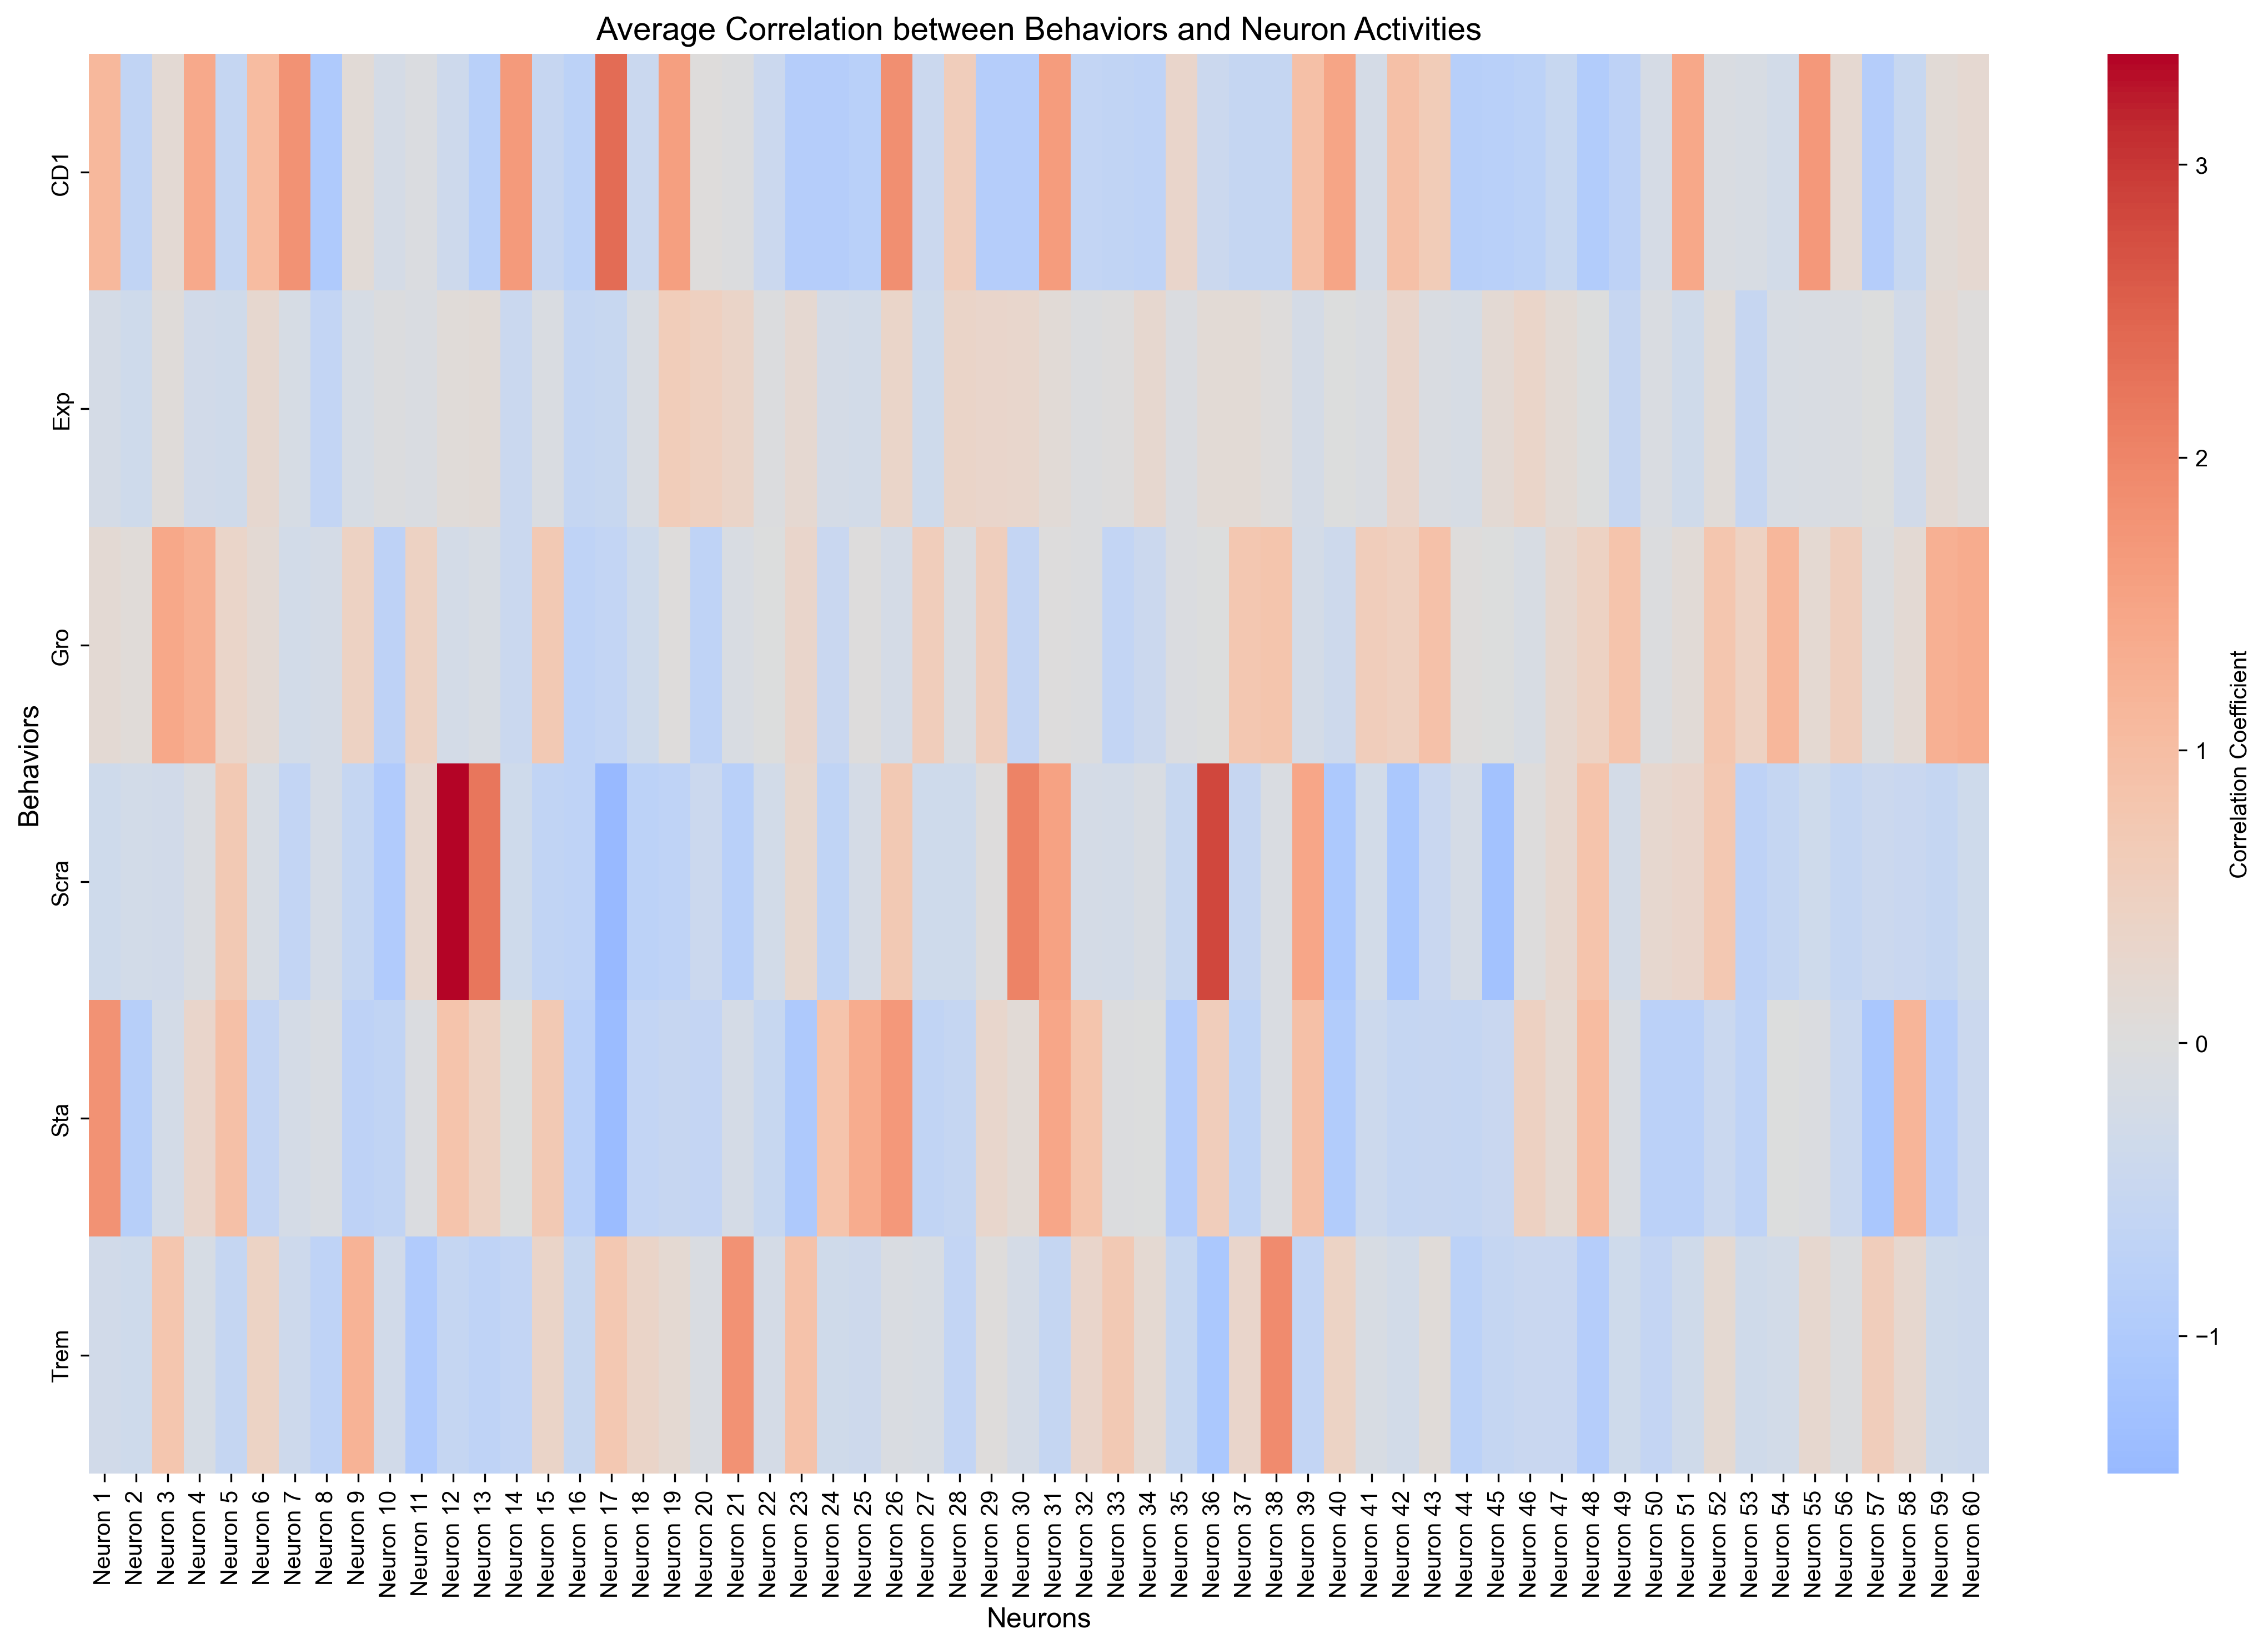 Average Correlation between Behaviors and Neuron Activities
Behaviors
CD1
Exp
Gro
Scra
Sta
Trem
Neuron 1
Neuron 2
Neuron 3
Neuron 4
Neuron 5
Neuron 6
Neuron 7
Neuron 8
Neuron 9
Neuron 10
Neuron 11
Neuron 12
Neuron 13
Neuron 14
Neuron 15
Neuron 16
Neuron 17
Neuron 18
Neuron 19
Neuron 20
Neuron 21
Neuron 22
Neuron 23
Neuron 24
Neuron 25
Neuron 26
Neuron 27
Neuron 28
Neuron 29
Neuron 30
Neuron 31
Neuron 32
Neuron 33
Neuron 34
Neuron 35
Neuron 36
Neuron 37
Neuron 38
Neuron 39
Neuron 40
Neuron 41
Neuron 42
Neuron 43
Neuron 44
Neuron 45
Neuron 46
Neuron 47
Neuron 48
Neuron 49
Neuron 50
Neuron 51
Neuron 52
Neuron 53
Neuron 54
Neuron 55
Neuron 56
Neuron 57
Neuron 58
Neuron 59
Neuron 60
Neurons
3
2
1
0
−1
Correlation Coefficient